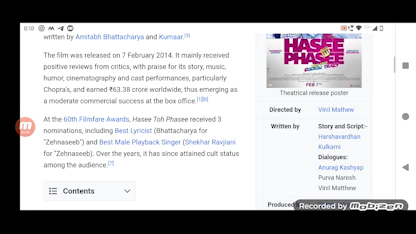 8:18
written by Amitabh Bhattacharya and Kumaar.[5]
The film was released on 7 February 2014. It mainly received
positive reviews from critics, with praise for its story, music,
humor, cinematography and cast performances, particularly
Chopra's, and earned ₹63.38 crore worldwide, thus emerging as
a moderate commercial success at the box office.[1][6]
At the 60th Filmfare Awards, Hasee Toh Phasee received 3
nominations, including Best Lyricist (Bhattacharya for
"Zehnaseeb") and Best Male Playback Singer (Shekhar Ravjiani
for "Zehnaseeb). Over the years, it has since attained cult status
among the audience.[7]
Contents
HASEE
PHASEE
Theatrical release poster
Directed by Vinil Mathew
Written by Story and Script:-
Harshavardhan
Kulkarni
Dialogues:
Anurag Kashyap
Purva Naresh
Vinil Mathew
Produced
Recorded by
MOBIZEN